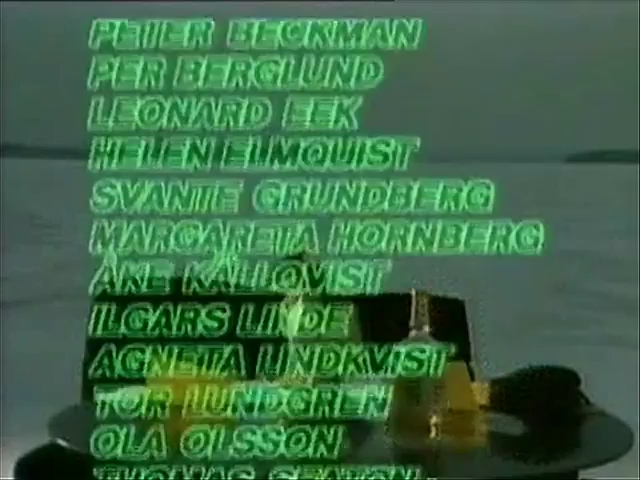 PETER BECKMAN
PER BERGLUND
LEONARD EEK
HELEN ELMQUIST
SVANTE GRUNDBERG
MARGARETA HORNBERG
ÅKE KÄLLQVIST
ILGARS LINDE
AGNETA LINDKVIST
TOR LUNDGREN
OLA OLSSON
THOMAS